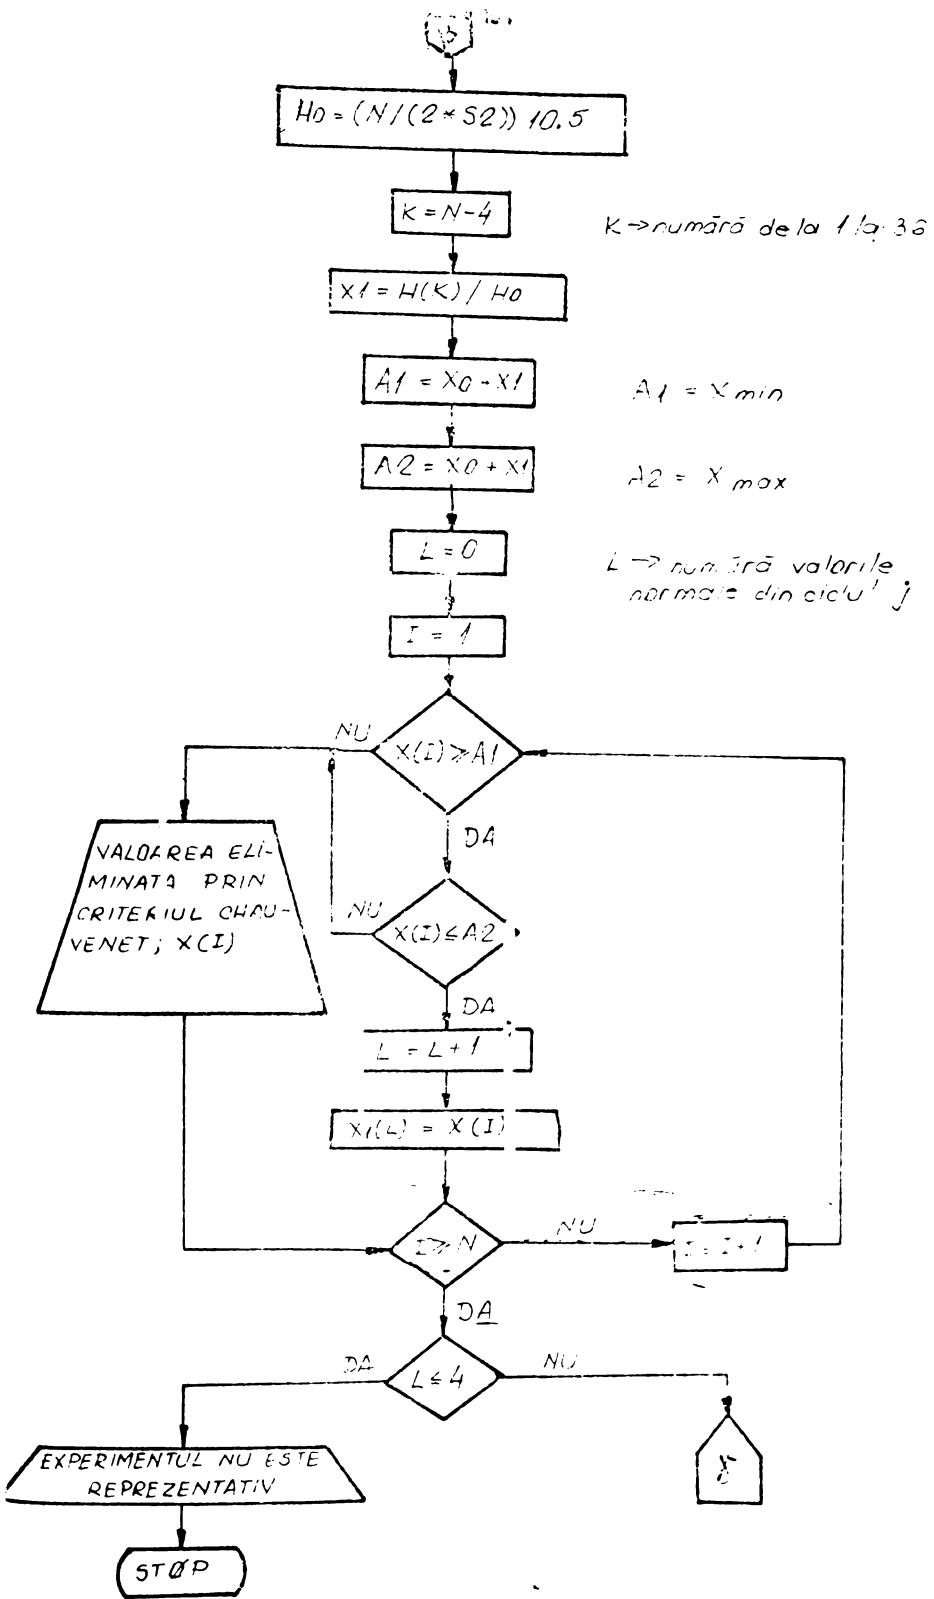 H0 = (N/(2*S2)) 10.5
K = N-4
K → numără de la 1 la 36
X1 = H(K) / H0
A1 = X0 - X1
A1 = X min
A2 = X0 + X1
A2 = X max
L = 0
L → numără valorile
normale din ciclul j
I = 1
NU
X(I) ≥ A1
DA
VALOAREA ELI-
MINATĂ PRIN
CRITERIUL CHAU-
VENET; X(I)
NU
X(I) ≤ A2
DA
L = L+1
X1(L) = X(I)
I ≥ N
NU
I = I+1
DA
DA
L ≤ 4
NU
EXPERIMENTUL NU ESTE
REPREZENTATIV
γ
STØP